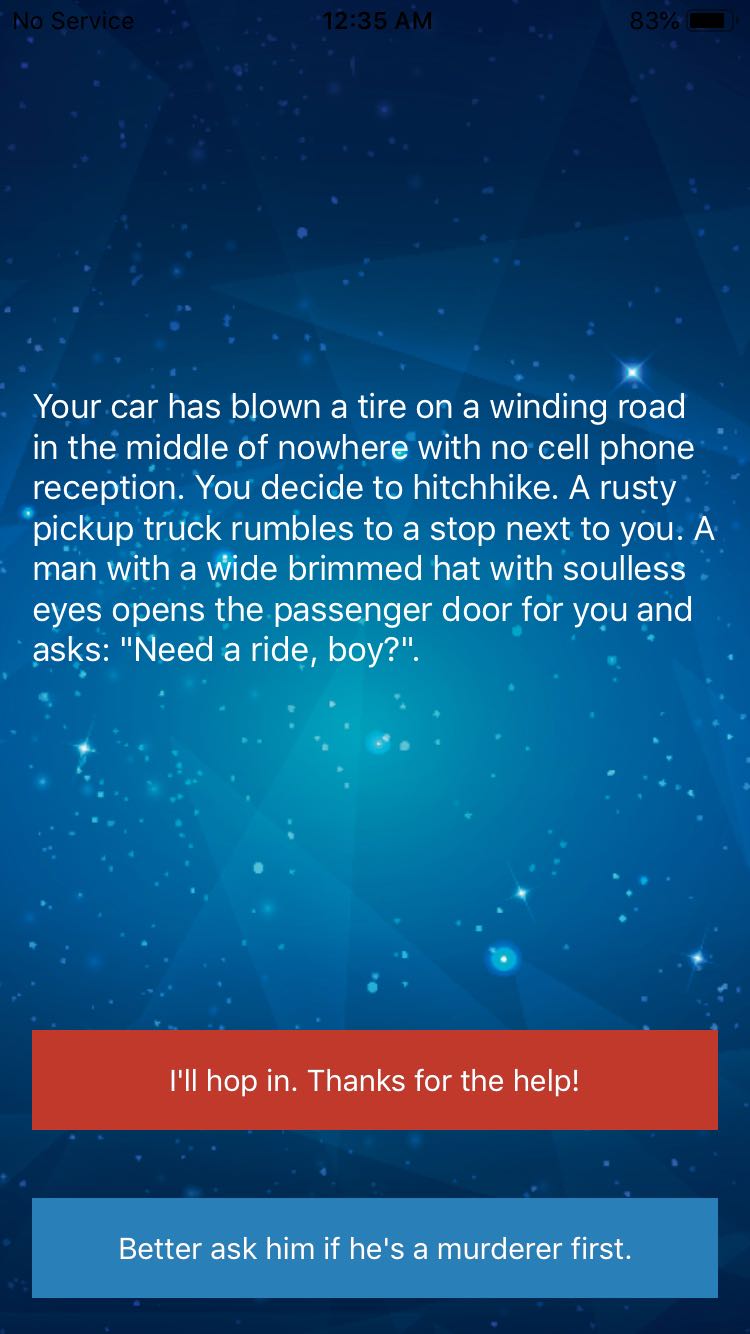 No Service 12:35 AM 83%
Your car has blown a tire on a winding road
in the middle of nowhere with no cell phone
reception. You decide to hitchhike. A rusty
pickup truck rumbles to a stop next to you. A
man with a wide brimmed hat with soulless
eyes opens the passenger door for you and
asks: "Need a ride, boy?".
I'll hop in. Thanks for the help!
Better ask him if he's a murderer first.